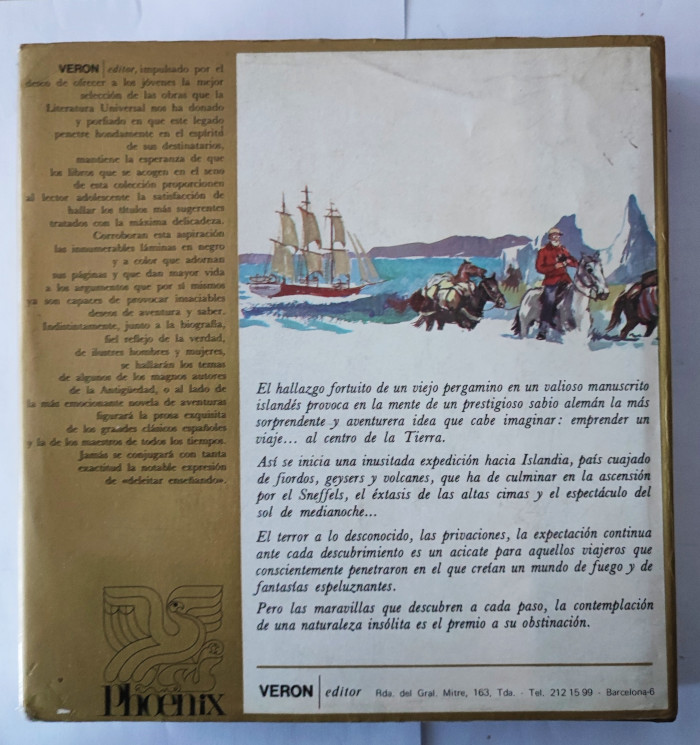 VERON | editor, impulsado por el
deseo de ofrecer a los jóvenes la mejor
selección de las obras que la
Literatura Universal nos ha donado
y porfiado en que este legado
penetre hondamente en el espíritu
de sus destinatarios,
mantiene la esperanza de que
los libros que se acogen en el seno
de esta colección proporcionen
al lector adolescente la satisfacción de
hallar los títulos más sugerentes
tratados con la máxima delicadeza.
Corroboran esta aspiración
las innumerables láminas en negro
y a color que adornan
sus páginas y que dan mayor vida
a los argumentos que por sí mismos
ya son capaces de provocar insaciables
deseos de aventura y saber.
Indistintamente, junto a la biografía,
fiel reflejo de la verdad,
de ilustres hombres y mujeres,
se hallarán los temas
de algunos de los magnos autores
de la Antigüedad, o al lado de
la más emocionante novela de aventuras
figurará la prosa exquisita
de los grandes clásicos españoles
y la de los maestros de todos los tiempos.
Jamás se conjugará con tanta
exactitud la notable expresión
de «deleitar enseñando».
Phoenix
El hallazgo fortuito de un viejo pergamino en un valioso manuscrito
islandés provoca en la mente de un prestigioso sabio alemán la más
sorprendente y aventurera idea que cabe imaginar: emprender un
viaje... al centro de la Tierra.
Así se inicia una inusitada expedición hacia Islandia, país cuajado
de fiordos, geysers y volcanes, que ha de culminar en la ascensión
por el Sneffels, el éxtasis de las altas cimas y el espectáculo del
sol de medianoche...
El terror a lo desconocido, las privaciones, la expectación continua
ante cada descubrimiento es un acicate para aquellos viajeros que
conscientemente penetraron en el que creían un mundo de fuego y de
fantasías espeluznantes.
Pero las maravillas que descubren a cada paso, la contemplación
de una naturaleza insólita es el premio a su obstinación.
VERON | editor Rda. del Gral. Mitre, 163, Tda. - Tel. 212 15 99 - Barcelona-6